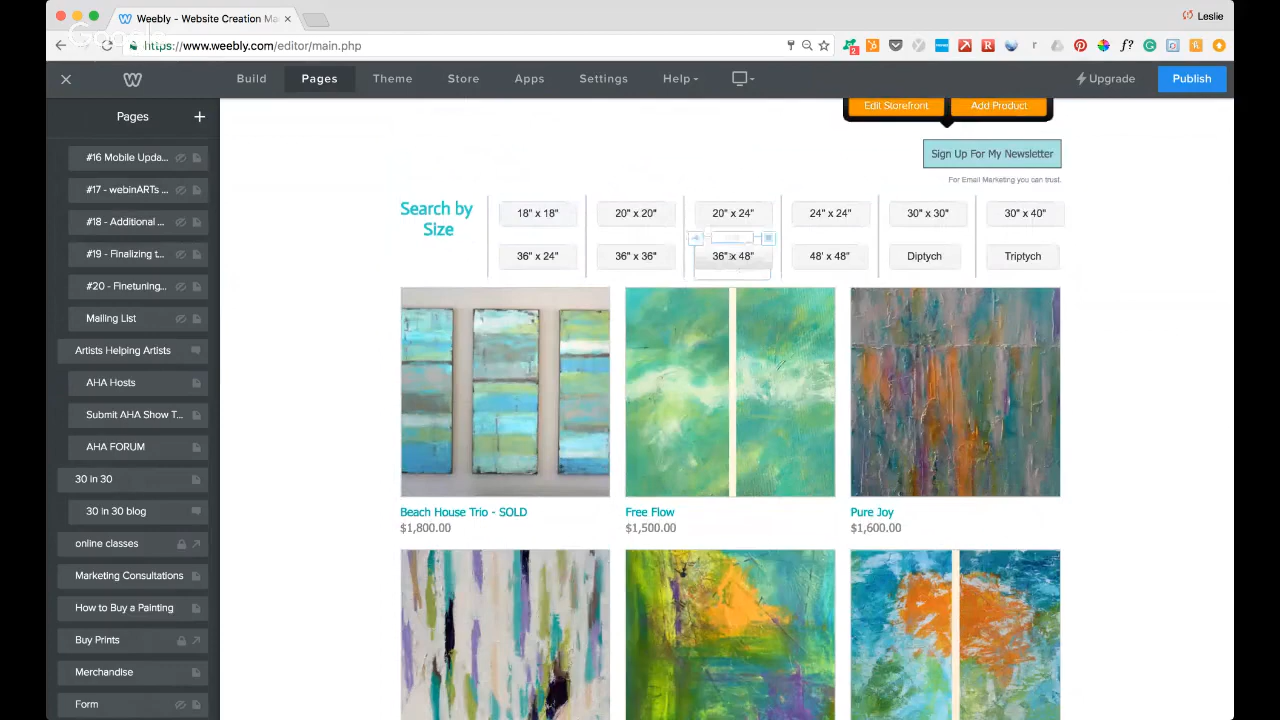 Weebly - Website Creation Ma
Leslie
https://www.weebly.com/editor/main.php
Build Pages Theme Store Apps Settings Help Upgrade Publish
Pages +
Edit Storefront Add Product
#16 Mobile Upda...
#17 - webinARTs ...
#18 - Additional ...
#19 - Finalizing t...
#20 - Finetuning...
Mailing List
Artists Helping Artists
AHA Hosts
Submit AHA Show T...
AHA FORUM
30 in 30
30 in 30 blog
online classes
Marketing Consultations
How to Buy a Painting
Buy Prints
Merchandise
Form
Sign Up For My Newsletter
For Email Marketing you can trust.
Search by
Size
18" x 18" 20" x 20" 20" x 24" 24" x 24" 30" x 30" 30" x 40"
36" x 24" 36" x 36" 36" x 48" 48' x 48" Diptych Triptych
Beach House Trio - SOLD
$1,800.00
Free Flow
$1,500.00
Pure Joy
$1,600.00